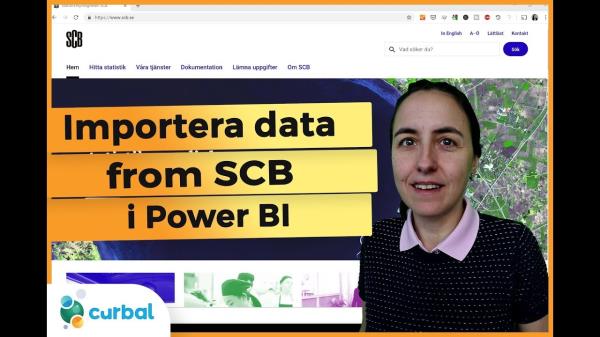 https://www.scb.se
SCB
In English A-Ö Lättläst Kontakt
Vad söker du?
Sök
Hem Hitta statistik Våra tjänster Dokumentation Lämna uppgifter Om SCB
Importera data
from SCB
i Power BI
curbal